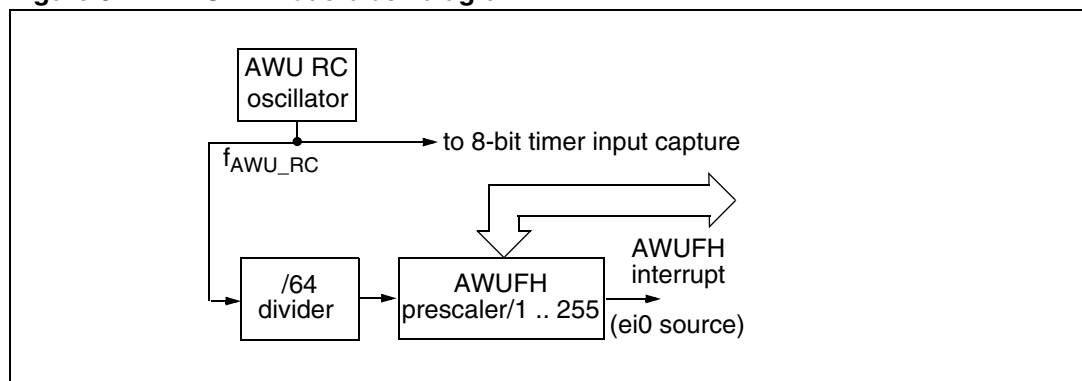 AWU RC
oscillator
to 8-bit timer input capture
fAWU_RC
AWUFH
interrupt
/64
divider
AWUFH
prescaler/1 .. 255
(ei0 source)